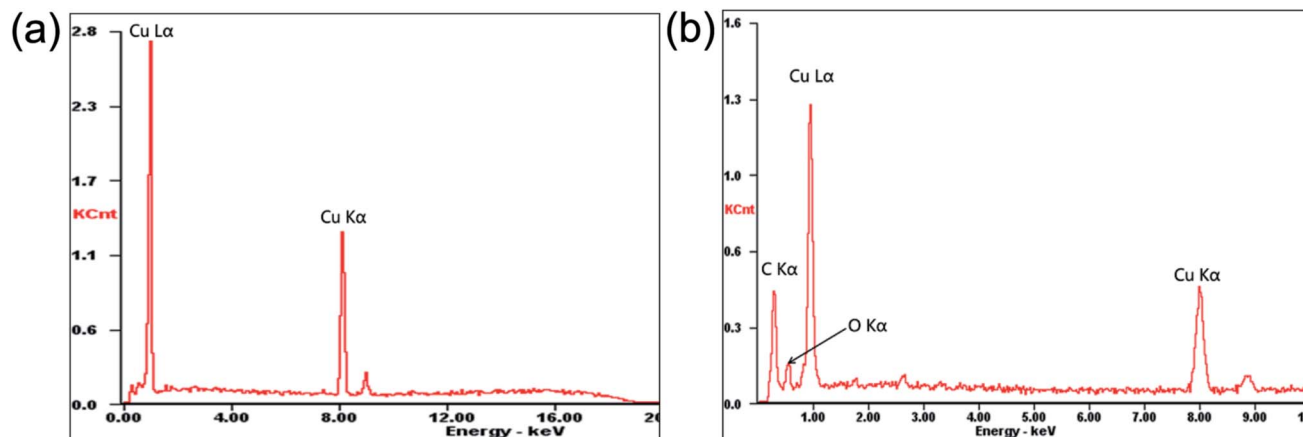 (a)
2.8
Cu Lα
2.3
1.7
KCnt
Cu Kα
1.1
0.6
0.0
0.00 4.00 8.00 12.00 16.00 20
Energy - keV
(b)
1.6
Cu Lα
1.3
1.0
KCnt
0.6
C Kα
Cu Kα
O Kα
0.3
0.0
1.00 2.00 3.00 4.00 5.00 6.00 7.00 8.00 9.00
Energy - keV